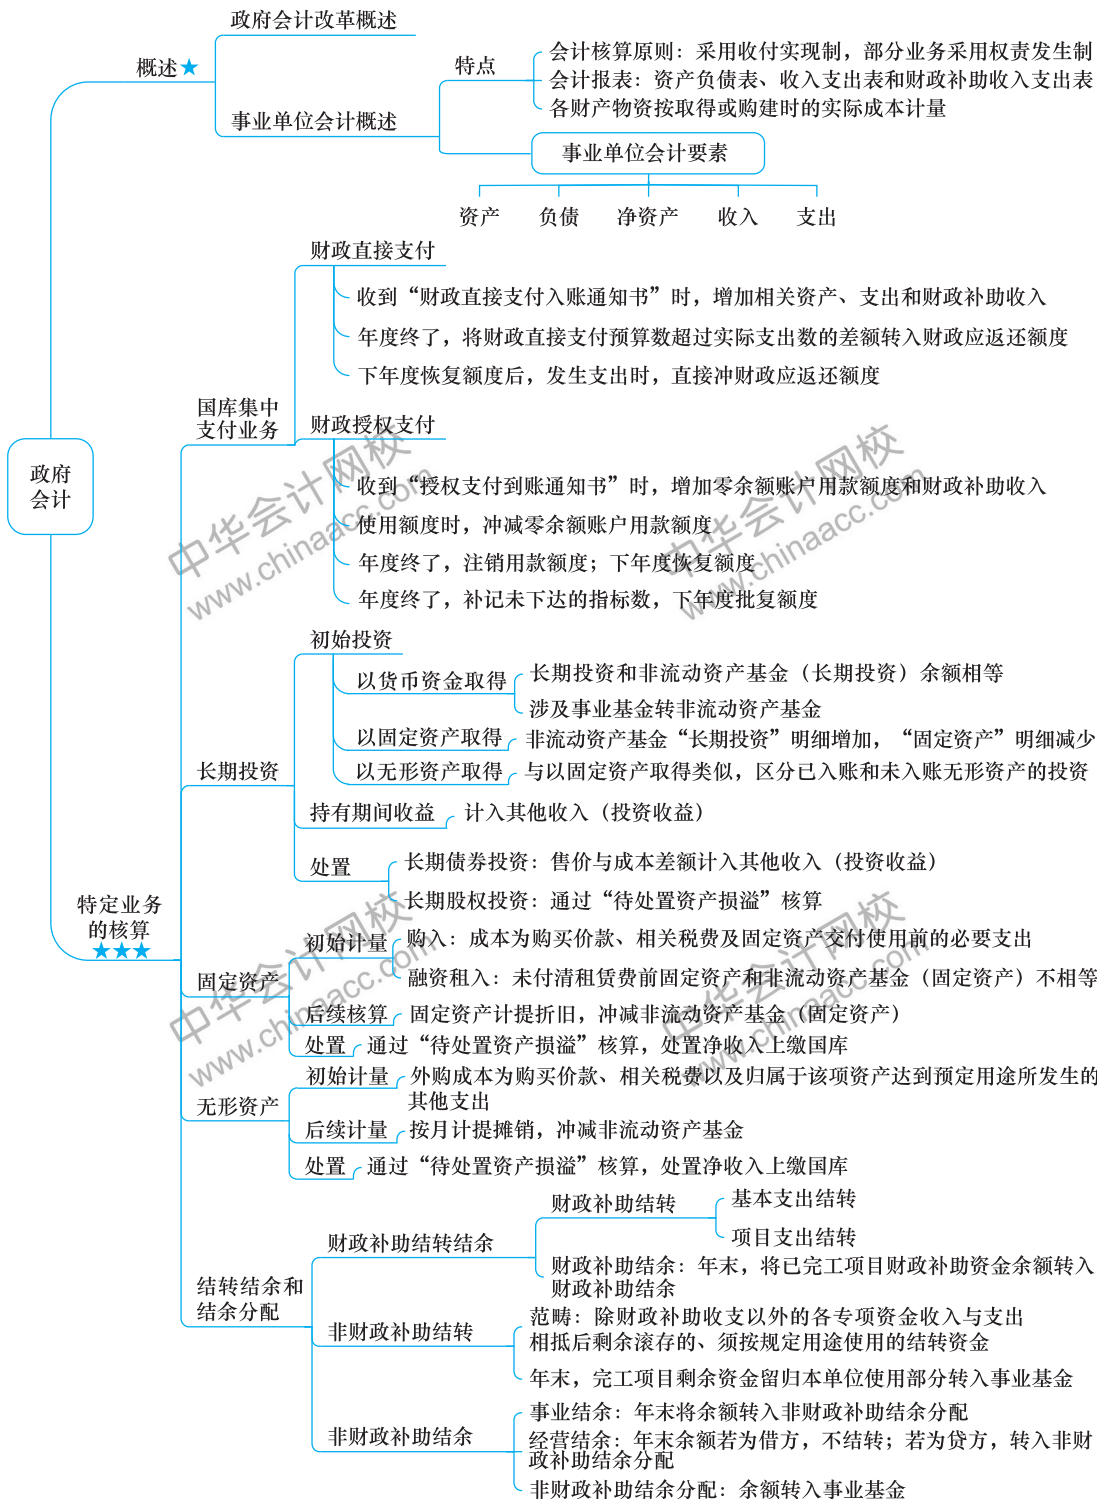 政府会计改革概述
概述★
特点
会计核算原则：采用收付实现制，部分业务采用权责发生制
会计报表：资产负债表、收入支出表和财政补助收入支出表
各财产物资按取得或购建时的实际成本计量
事业单位会计概述
事业单位会计要素
资产 负债 净资产 收入 支出
财政直接支付
收到“财政直接支付入账通知书”时，增加相关资产、支出和财政补助收入
年度终了，将财政直接支付预算数超过实际支出数的差额转入财政应返还额度
下年度恢复额度后，发生支出时，直接冲财政应返还额度
国库集中
支付业务
财政授权支付
政府
会计
收到“授权支付到账通知书”时，增加零余额账户用款额度和财政补助收入
使用额度时，冲减零余额账户用款额度
年度终了，注销用款额度；下年度恢复额度
年度终了，补记未下达的指标数，下年度批复额度
中华会计网校
www.chinaacc.com
中华会计网校
www.chinaacc.com
初始投资
以货币资金取得
长期投资和非流动资产基金（长期投资）余额相等
涉及事业基金转非流动资产基金
以固定资产取得
非流动资产基金“长期投资”明细增加，“固定资产”明细减少
长期投资
以无形资产取得
与以固定资产取得类似，区分已入账和未入账无形资产的投资
持有期间收益
计入其他收入（投资收益）
处置
长期债券投资：售价与成本差额计入其他收入（投资收益）
长期股权投资：通过“待处置资产损溢”核算
特定业务
的核算
★★★
初始计量
购入：成本为购买价款、相关税费及固定资产交付使用前的必要支出
固定资产
融资租入：未付清租赁费前固定资产和非流动资产基金（固定资产）不相等
后续核算
固定资产计提折旧，冲减非流动资产基金（固定资产）
处置
通过“待处置资产损溢”核算，处置净收入上缴国库
中华会计网校
www.chinaacc.com
中华会计网校
www.chinaacc.com
初始计量
外购成本为购买价款、相关税费以及归属于该项资产达到预定用途所发生的
其他支出
无形资产
后续计量
按月计提摊销，冲减非流动资产基金
处置
通过“待处置资产损溢”核算，处置净收入上缴国库
财政补助结转
基本支出结转
项目支出结转
财政补助结转结余
财政补助结余：年末，将已完工项目财政补助资金余额转入
财政补助结余
结转结余和
结余分配
非财政补助结转
范畴：除财政补助收支以外的各专项资金收入与支出
相抵后剩余滚存的、须按规定用途使用的结转资金
年末，完工项目剩余资金留归本单位使用部分转入事业基金
非财政补助结余
事业结余：年末将余额转入非财政补助结余分配
经营结余：年末余额若为借方，不结转；若为贷方，转入非财
政补助结余分配
非财政补助结余分配：余额转入事业基金